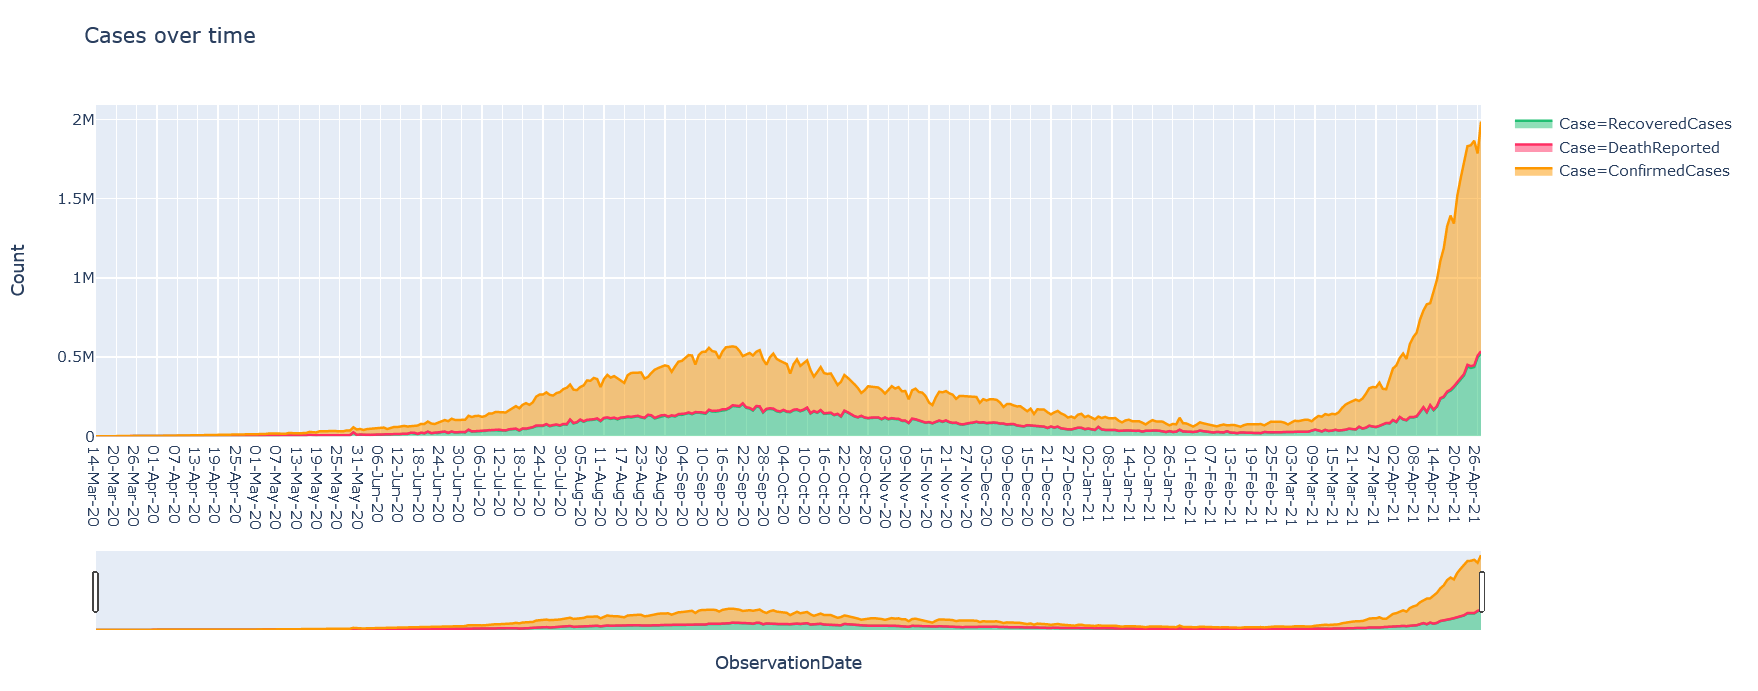 Cases over time
2M
1.5M
1M
0.5M
0
Count
Case=RecoveredCases
Case=DeathReported
Case=ConfirmedCases
14-Mar-20
20-Mar-20
26-Mar-20
01-Apr-20
07-Apr-20
13-Apr-20
19-Apr-20
25-Apr-20
01-May-20
07-May-20
13-May-20
19-May-20
25-May-20
31-May-20
06-Jun-20
12-Jun-20
18-Jun-20
24-Jun-20
30-Jun-20
06-Jul-20
12-Jul-20
18-Jul-20
24-Jul-20
30-Jul-20
05-Aug-20
11-Aug-20
17-Aug-20
23-Aug-20
29-Aug-20
04-Sep-20
10-Sep-20
16-Sep-20
22-Sep-20
28-Sep-20
04-Oct-20
10-Oct-20
16-Oct-20
22-Oct-20
28-Oct-20
03-Nov-20
09-Nov-20
15-Nov-20
21-Nov-20
27-Nov-20
03-Dec-20
09-Dec-20
15-Dec-20
21-Dec-20
27-Dec-20
02-Jan-21
08-Jan-21
14-Jan-21
20-Jan-21
26-Jan-21
01-Feb-21
07-Feb-21
13-Feb-21
19-Feb-21
25-Feb-21
03-Mar-21
09-Mar-21
15-Mar-21
21-Mar-21
27-Mar-21
02-Apr-21
08-Apr-21
14-Apr-21
20-Apr-21
26-Apr-21
ObservationDate